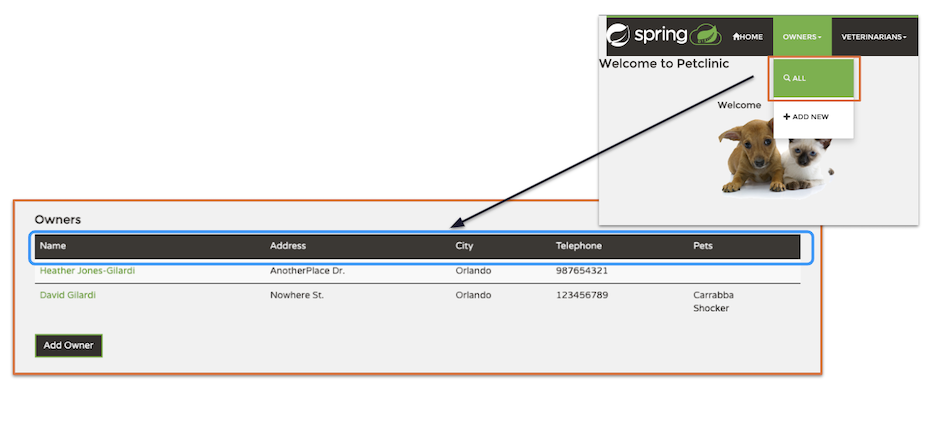 spring HOME OWNERS VETERINARIANS
Welcome to Petclinic
ALL
Welcome
ADD NEW
Owners
Name Address City Telephone Pets
Heather Jones-Gilardi AnotherPlace Dr. Orlando 987654321
David Gilardi Nowhere St. Orlando 123456789 Carrabba
Shocker
Add Owner